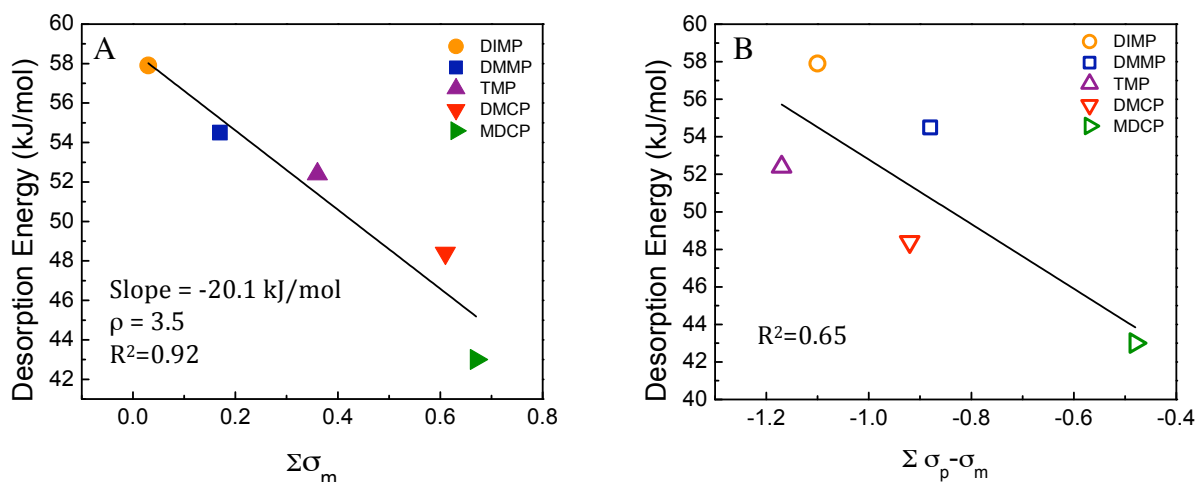 A
DIMP
DMMP
TMP
DMCP
MDCP
Desorption Energy (kJ/mol)
58
56
54
52
50
48
46
44
42
Slope = -20.1 kJ/mol
ρ = 3.5
R²=0.92
0.0 0.2 0.4 0.6 0.8
Σσm
B
DIMP
DMMP
TMP
DMCP
MDCP
Desorption Energy (kJ/mol)
60
58
56
54
52
50
48
46
44
42
40
R²=0.65
-1.2 -1.0 -0.8 -0.6 -0.4
Σ σp-σm